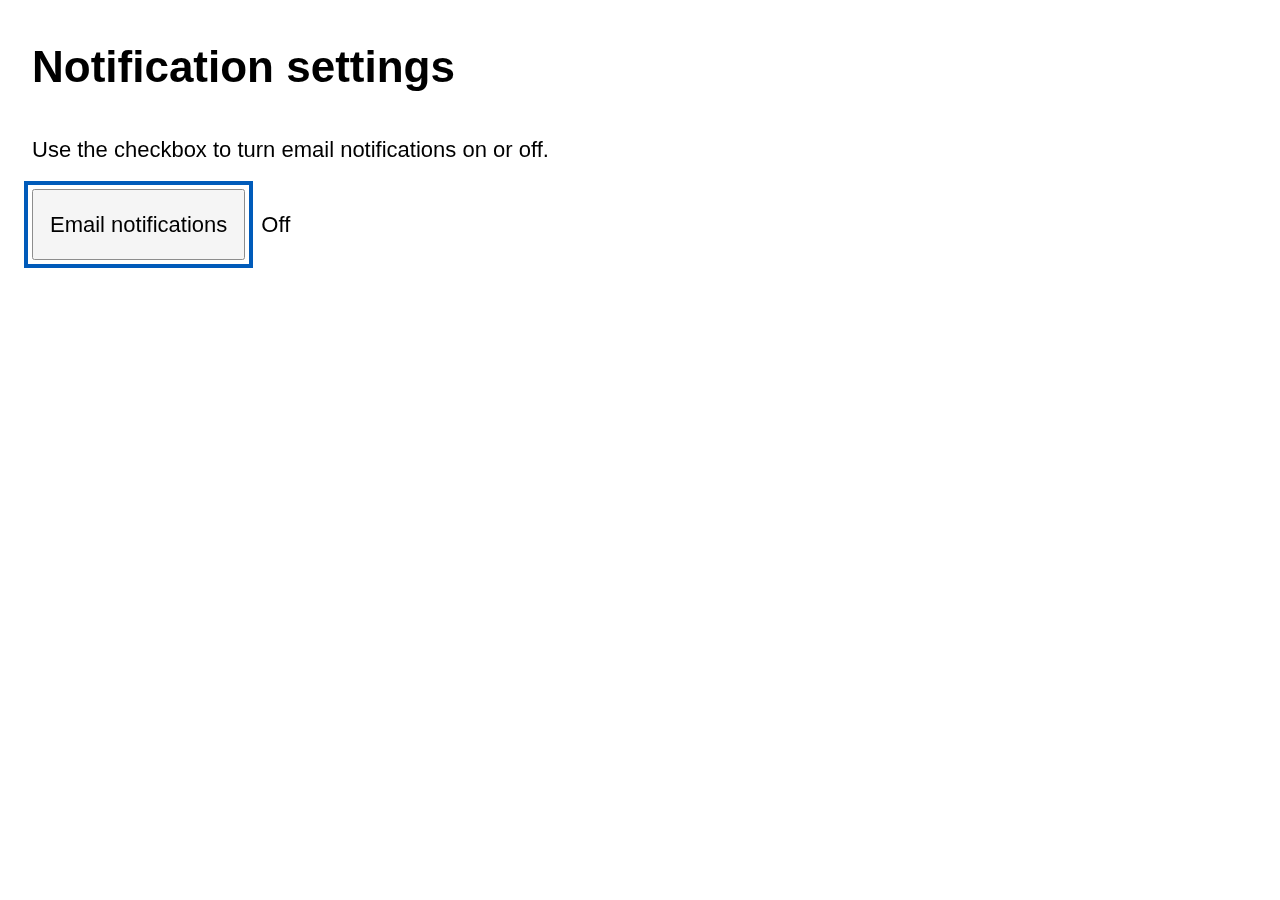 Notification settings
Use the checkbox to turn email notifications on or off.
Email notifications Off